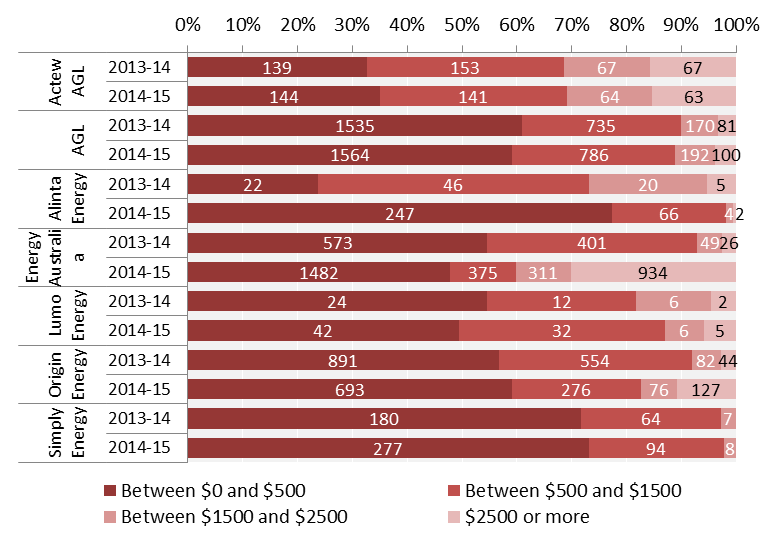 0% 10% 20% 30% 40% 50% 60% 70% 80% 90% 100%
Actew AGL
2013-14 139 153 67 67
2014-15 144 141 64 63
AGL
2013-14 1535 735 170 81
2014-15 1564 786 192 100
Alinta Energy
2013-14 22 46 20 5
2014-15 247 66 4 2
Energy Australi a
2013-14 573 401 49 26
2014-15 1482 375 311 934
Lumo Energy
2013-14 24 12 6 2
2014-15 42 32 6 5
Origin Energy
2013-14 891 554 82 44
2014-15 693 276 76 127
Simply Energy
2013-14 180 64 7
2014-15 277 94 8
Between $0 and $500 Between $500 and $1500
Between $1500 and $2500 $2500 or more